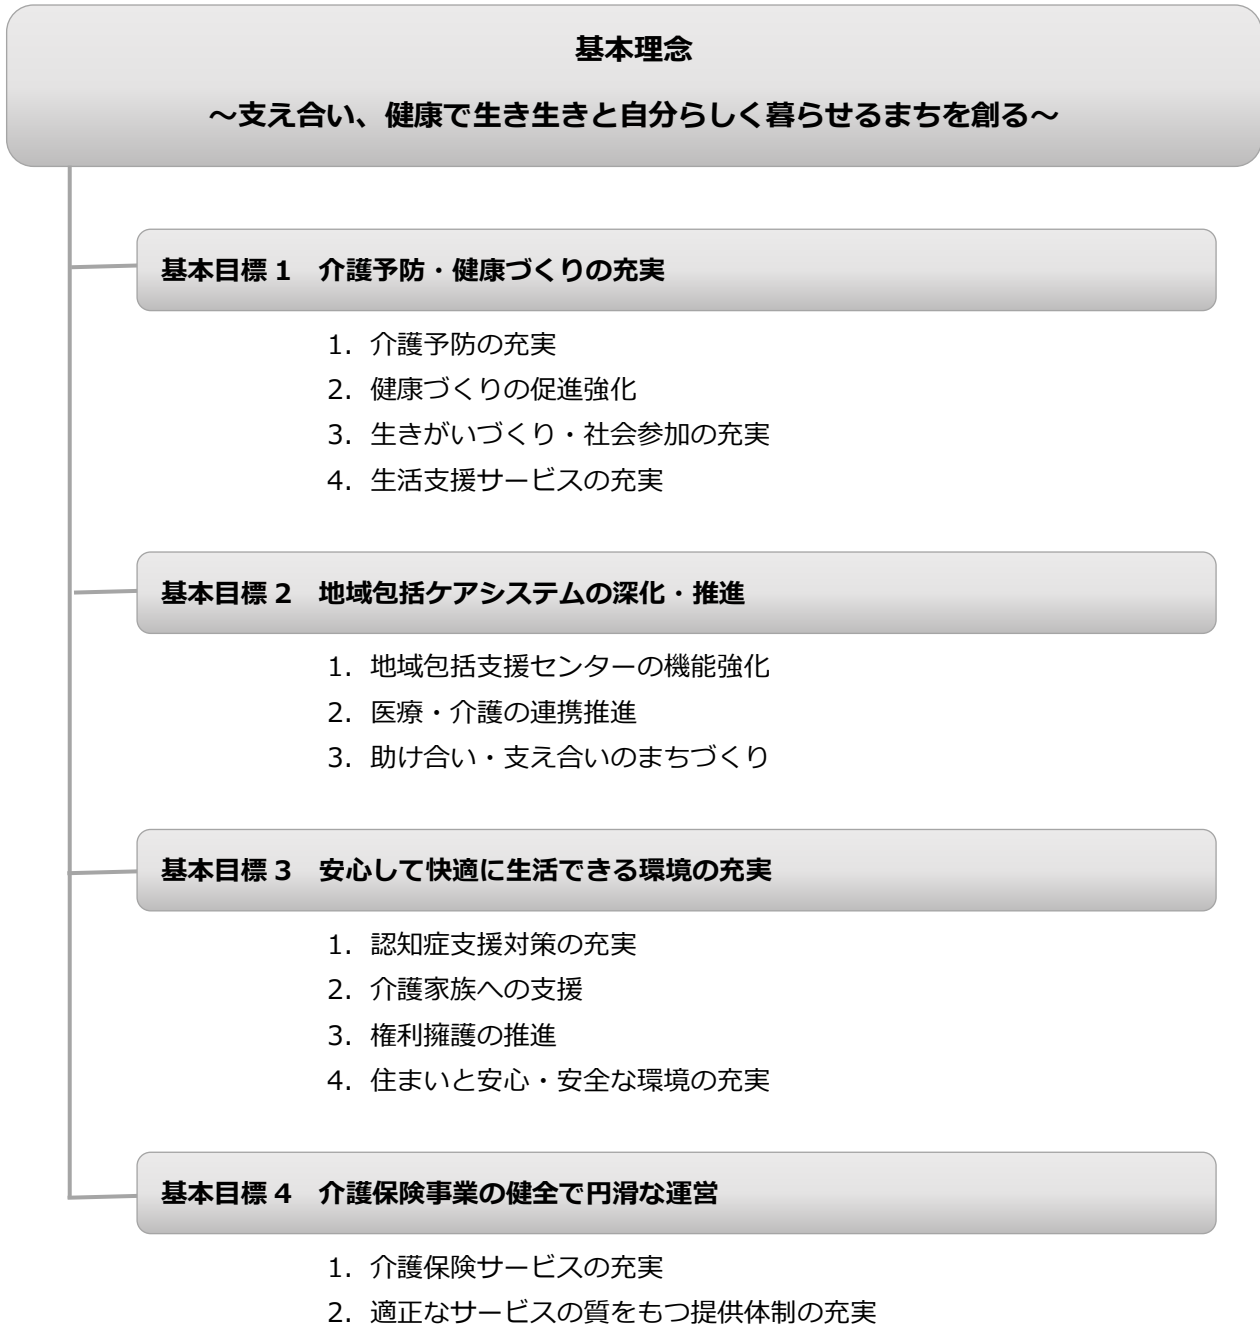 基本理念
～支え合い、健康で生き生きと自分らしく暮らせるまちを創る～
基本目標１　介護予防・健康づくりの充実
1. 介護予防の充実
2. 健康づくりの促進強化
3. 生きがいづくり・社会参加の充実
4. 生活支援サービスの充実
基本目標２　地域包括ケアシステムの深化・推進
1. 地域包括支援センターの機能強化
2. 医療・介護の連携推進
3. 助け合い・支え合いのまちづくり
基本目標３　安心して快適に生活できる環境の充実
1. 認知症支援対策の充実
2. 介護家族への支援
3. 権利擁護の推進
4. 住まいと安心・安全な環境の充実
基本目標４　介護保険事業の健全で円滑な運営
1. 介護保険サービスの充実
2. 適正なサービスの質をもつ提供体制の充実